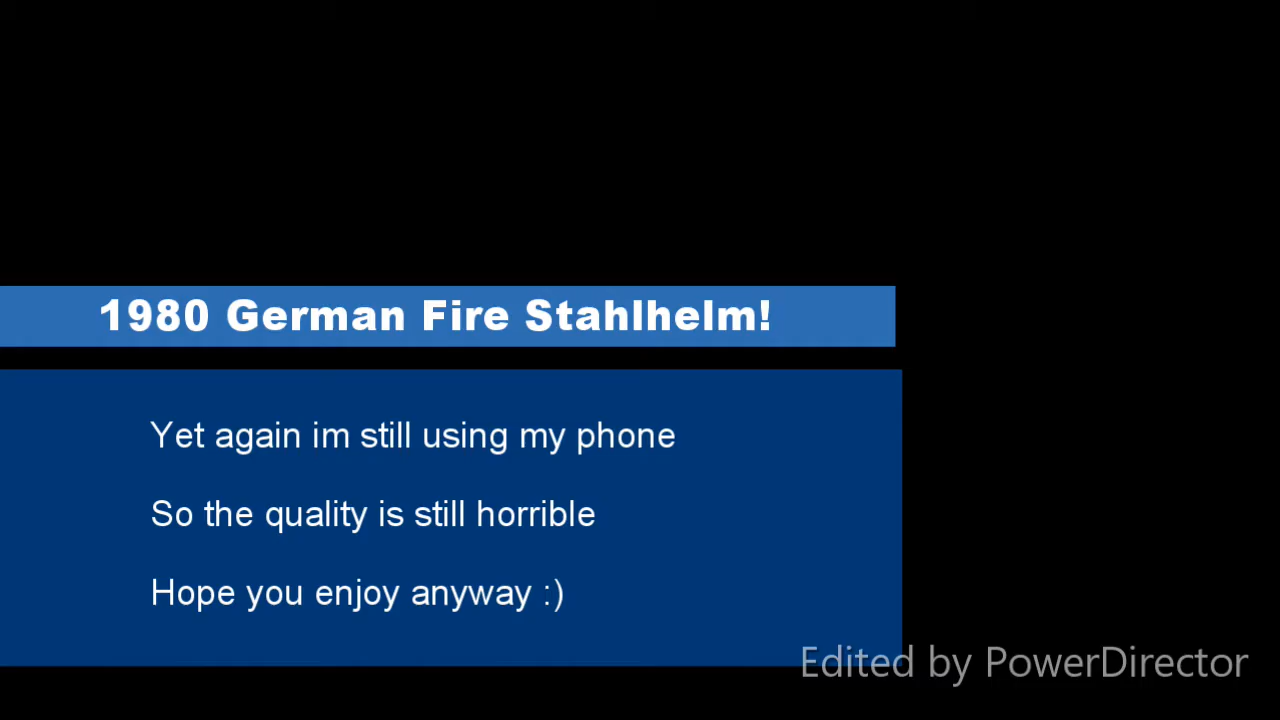 1980 German Fire Stahlhelm!
Yet again im still using my phone
So the quality is still horrible
Hope you enjoy anyway :)
Edited by PowerDirector